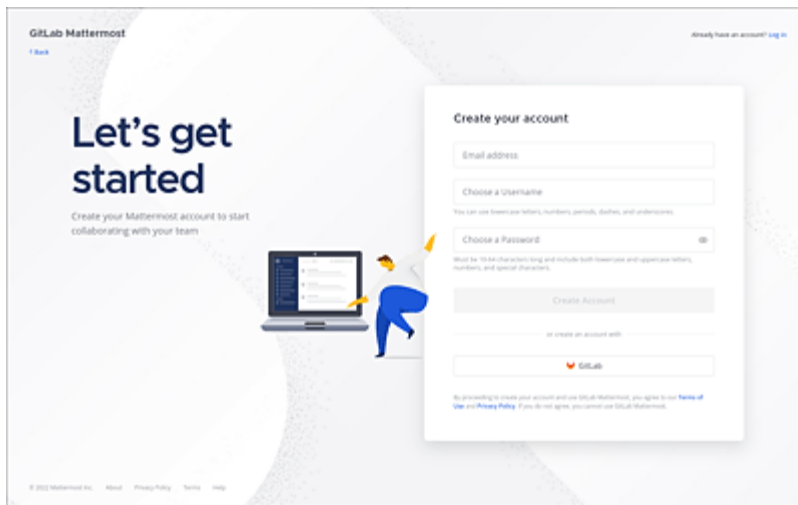 GitLab Mattermost
Already have an account? Log in
Back
Let's get
started
Create your Mattermost account to start
collaborating with your team
Create your account
Email address
Choose a Username
You can use lowercase letters, numbers, periods, dashes, and underscores.
Choose a Password
Must be 10-64 characters long and include both lowercase and uppercase letters,
numbers, and special characters.
Create Account
or create an account with
GitLab
By proceeding to create your account and use GitLab Mattermost, you agree to our Terms of
Use and Privacy Policy. If you do not agree, you cannot use GitLab Mattermost.
© 2022 Mattermost Inc. About Privacy Policy Terms Help